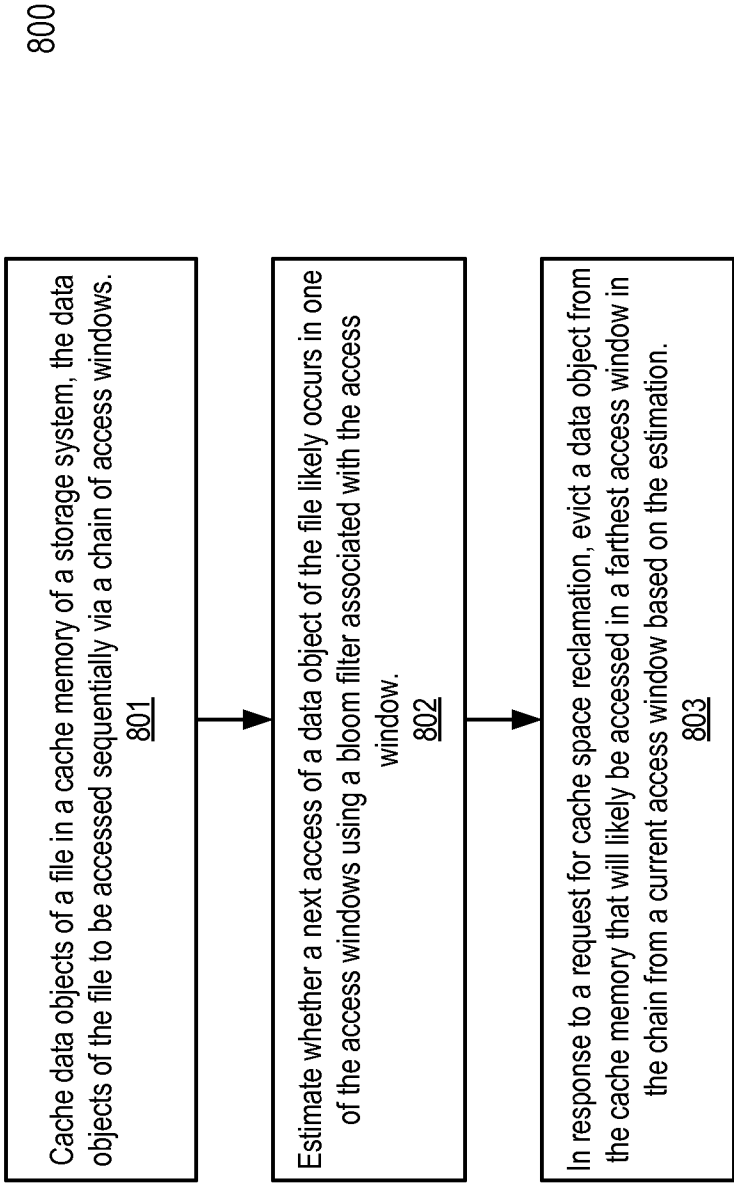 800
Cache data objects of a file in a cache memory of a storage system, the data
objects of the file to be accessed sequentially via a chain of access windows.
801
Estimate whether a next access of a data object of the file likely occurs in one
of the access windows using a bloom filter associated with the access
window.
802
In response to a request for cache space reclamation, evict a data object from
the cache memory that will likely be accessed in a farthest access window in
the chain from a current access window based on the estimation.
803